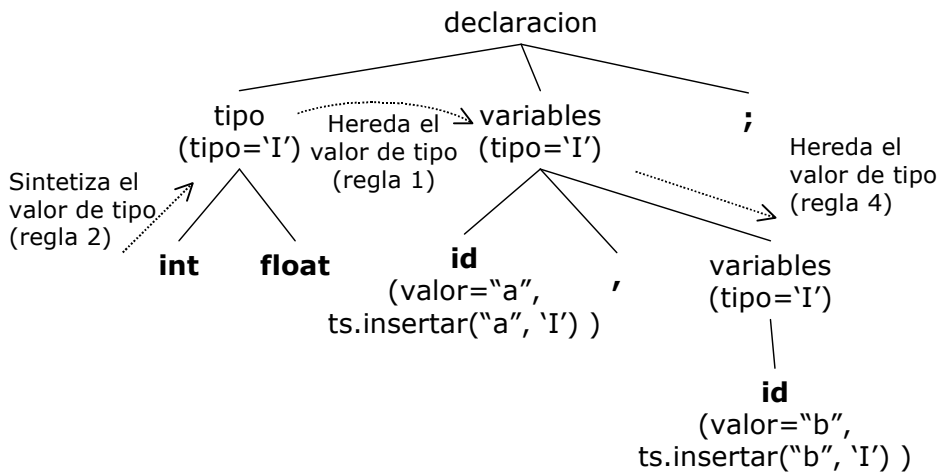 declaracion
tipo
(tipo=‘I’)
Hereda el
valor de tipo
(regla 1)
variables
(tipo=‘I’)
;
Hereda el
valor de tipo
(regla 4)
Sintetiza el
valor de tipo
(regla 2)
int
float
id
(valor=“a”,
ts.insertar(“a”, ‘I’) )
,
variables
(tipo=‘I’)
id
(valor=“b”,
ts.insertar(“b”, ‘I’) )